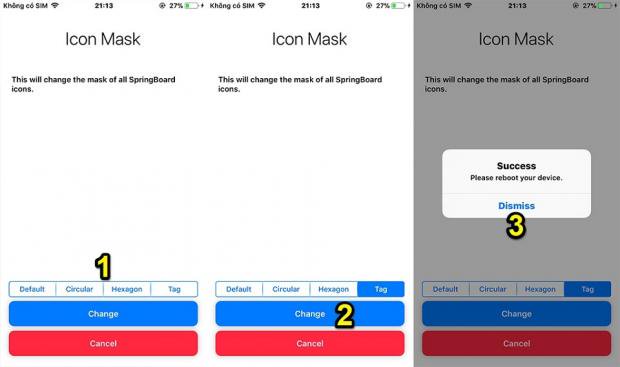 Không có SIM 21:13 27%
Icon Mask
This will change the mask of all SpringBoard
icons.
1
Default Circular Hexagon Tag
Change
Cancel
Không có SIM 21:13 27%
Icon Mask
This will change the mask of all SpringBoard
icons.
Default Circular Hexagon Tag
Change
2
Cancel
Không có SIM 21:13 27%
Icon Mask
This will change the mask of all SpringBoard
icons.
Success
Please reboot your device.
Dismiss
3
Default Circular Hexagon Tag
Change
Cancel